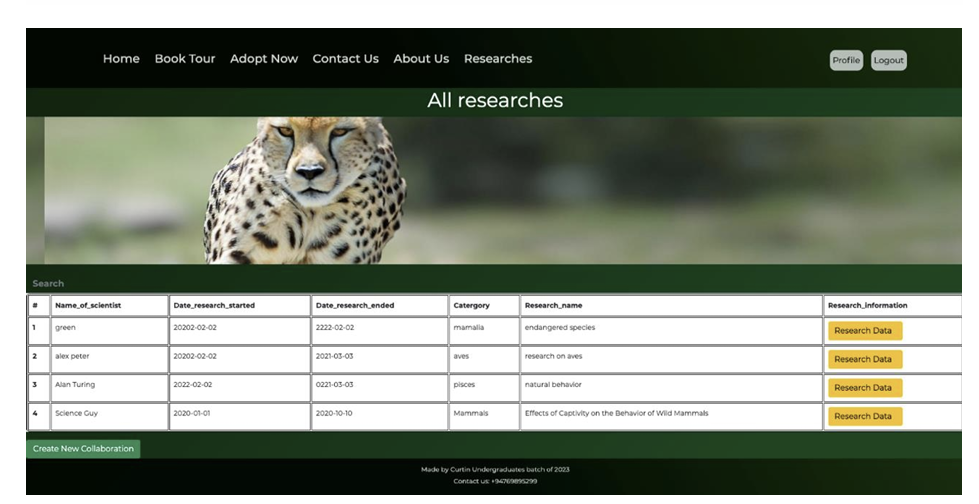 Home Book Tour Adopt Now Contact Us About Us Researches Profile Logout
All researches
Search
# Name_of_scientist Date_research_started Date_research_ended Catergory Research_name Research_information
1 green 20202-02-02 2222-02-02 mamalia endangered species Research Data
2 alex peter 20202-02-02 2021-03-03 aves research on aves Research Data
3 Alan Turing 2022-02-02 0221-03-03 pisces natural behavior Research Data
4 Science Guy 2020-01-01 2020-10-10 Mammals Effects of Captivity on the Behavior of Wild Mammals Research Data
Create New Collaboration
Made by Curtin Undergraduates batch of 2023
Contact us: +94769895299